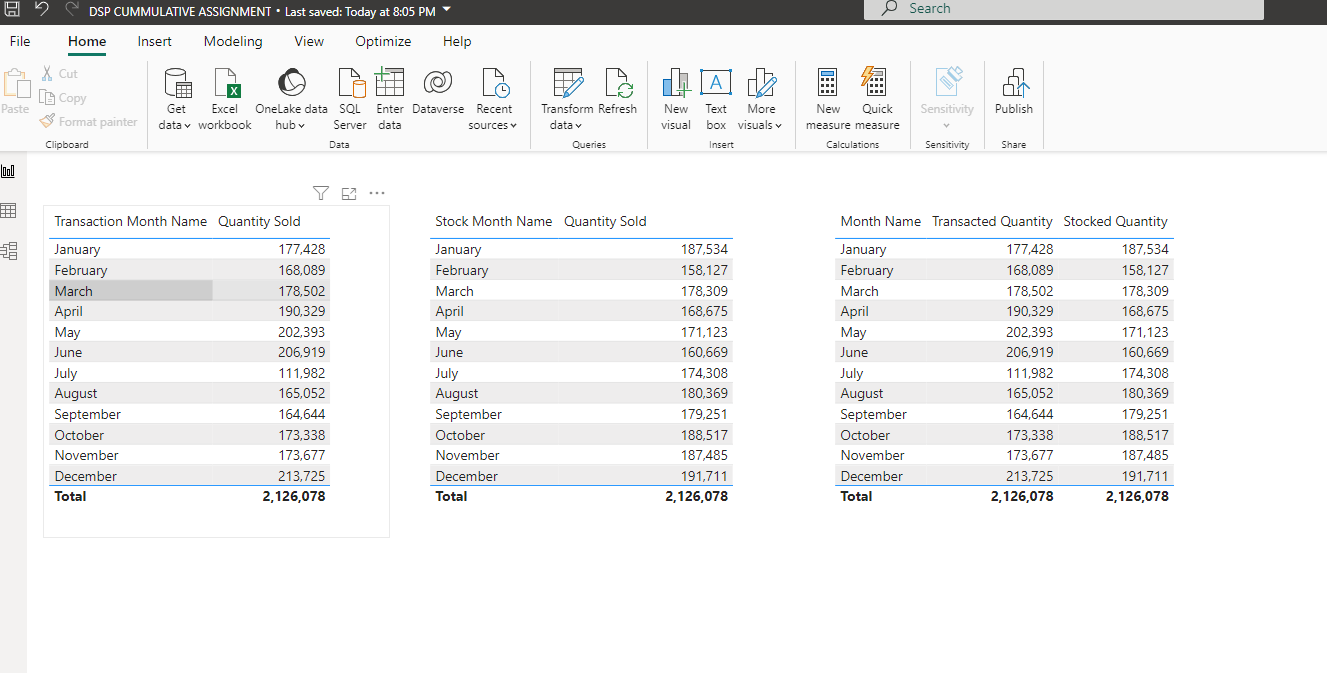 DSP CUMMULATIVE ASSIGNMENT • Last saved: Today at 8:05 PM
Search
File Home Insert Modeling View Optimize Help
Paste
Cut
Copy
Format painter
Clipboard
Get data
Excel workbook
OneLake data hub
SQL Server
Enter data
Dataverse
Recent sources
Data
Transform data
Refresh
Queries
New visual
Text box
More visuals
Insert
New measure
Quick measure
Calculations
Sensitivity
Sensitivity
Publish
Share
Transaction Month Name Quantity Sold
January 177,428
February 168,089
March 178,502
April 190,329
May 202,393
June 206,919
July 111,982
August 165,052
September 164,644
October 173,338
November 173,677
December 213,725
Total 2,126,078
Stock Month Name Quantity Sold
January 187,534
February 158,127
March 178,309
April 168,675
May 171,123
June 160,669
July 174,308
August 180,369
September 179,251
October 188,517
November 187,485
December 191,711
Total 2,126,078
Month Name Transacted Quantity Stocked Quantity
January 177,428 187,534
February 168,089 158,127
March 178,502 178,309
April 190,329 168,675
May 202,393 171,123
June 206,919 160,669
July 111,982 174,308
August 165,052 180,369
September 164,644 179,251
October 173,338 188,517
November 173,677 187,485
December 213,725 191,711
Total 2,126,078 2,126,078